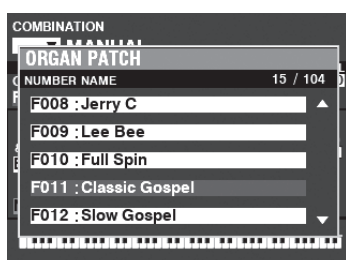 COMBINATION
MANUAL
ORGAN PATCH
NUMBER NAME 15 / 104
F008 :Jerry C
F009 :Lee Bee
F010 :Full Spin
F011 :Classic Gospel
F012 :Slow Gospel